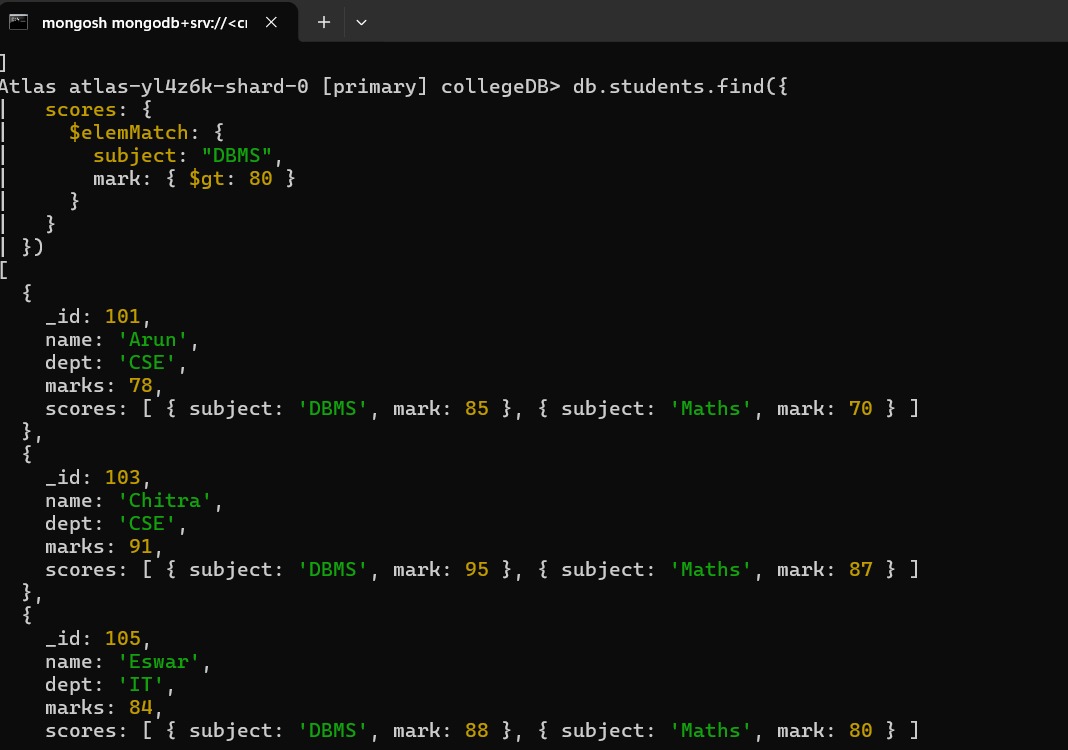 mongosh mongodb+srv://<cr
]
Atlas atlas-yl4z6k-shard-0 [primary] collegeDB> db.students.find({
|   scores: {
|     $elemMatch: {
|       subject: "DBMS",
|       mark: { $gt: 80 }
|     }
|   }
| })
[
  {
    _id: 101,
    name: 'Arun',
    dept: 'CSE',
    marks: 78,
    scores: [ { subject: 'DBMS', mark: 85 }, { subject: 'Maths', mark: 70 } ]
  },
  {
    _id: 103,
    name: 'Chitra',
    dept: 'CSE',
    marks: 91,
    scores: [ { subject: 'DBMS', mark: 95 }, { subject: 'Maths', mark: 87 } ]
  },
  {
    _id: 105,
    name: 'Eswar',
    dept: 'IT',
    marks: 84,
    scores: [ { subject: 'DBMS', mark: 88 }, { subject: 'Maths', mark: 80 } ]